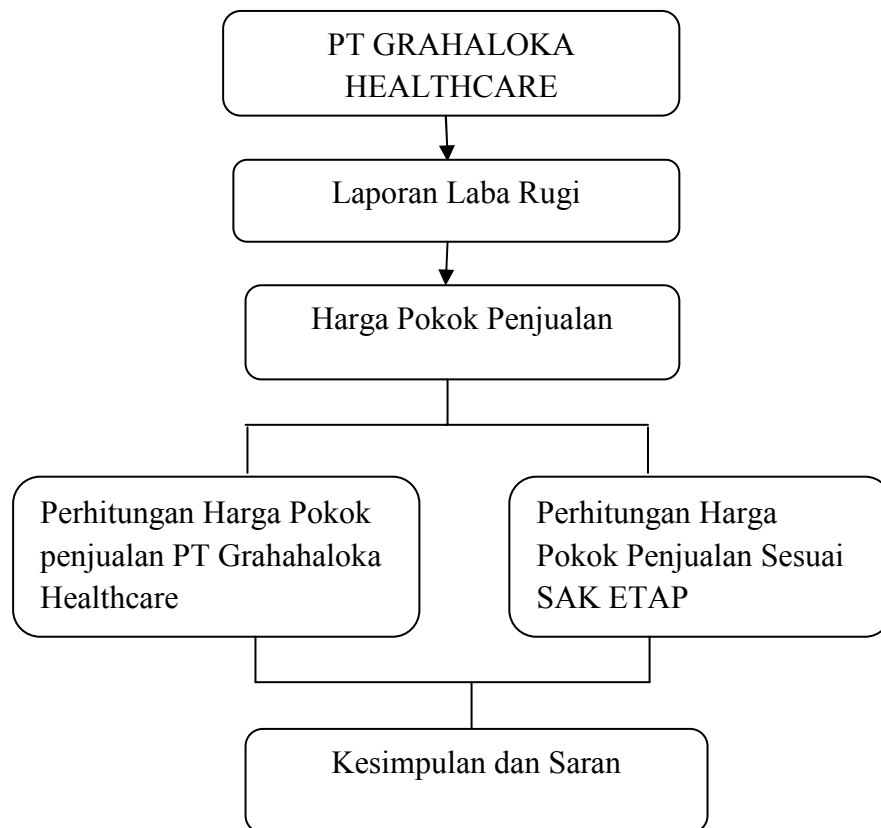 PT GRAHALOKA
HEALTHCARE
Laporan Laba Rugi
Harga Pokok Penjualan
Perhitungan Harga Pokok
penjualan PT Grahahaloka
Healthcare
Perhitungan Harga
Pokok Penjualan Sesuai
SAK ETAP
Kesimpulan dan Saran